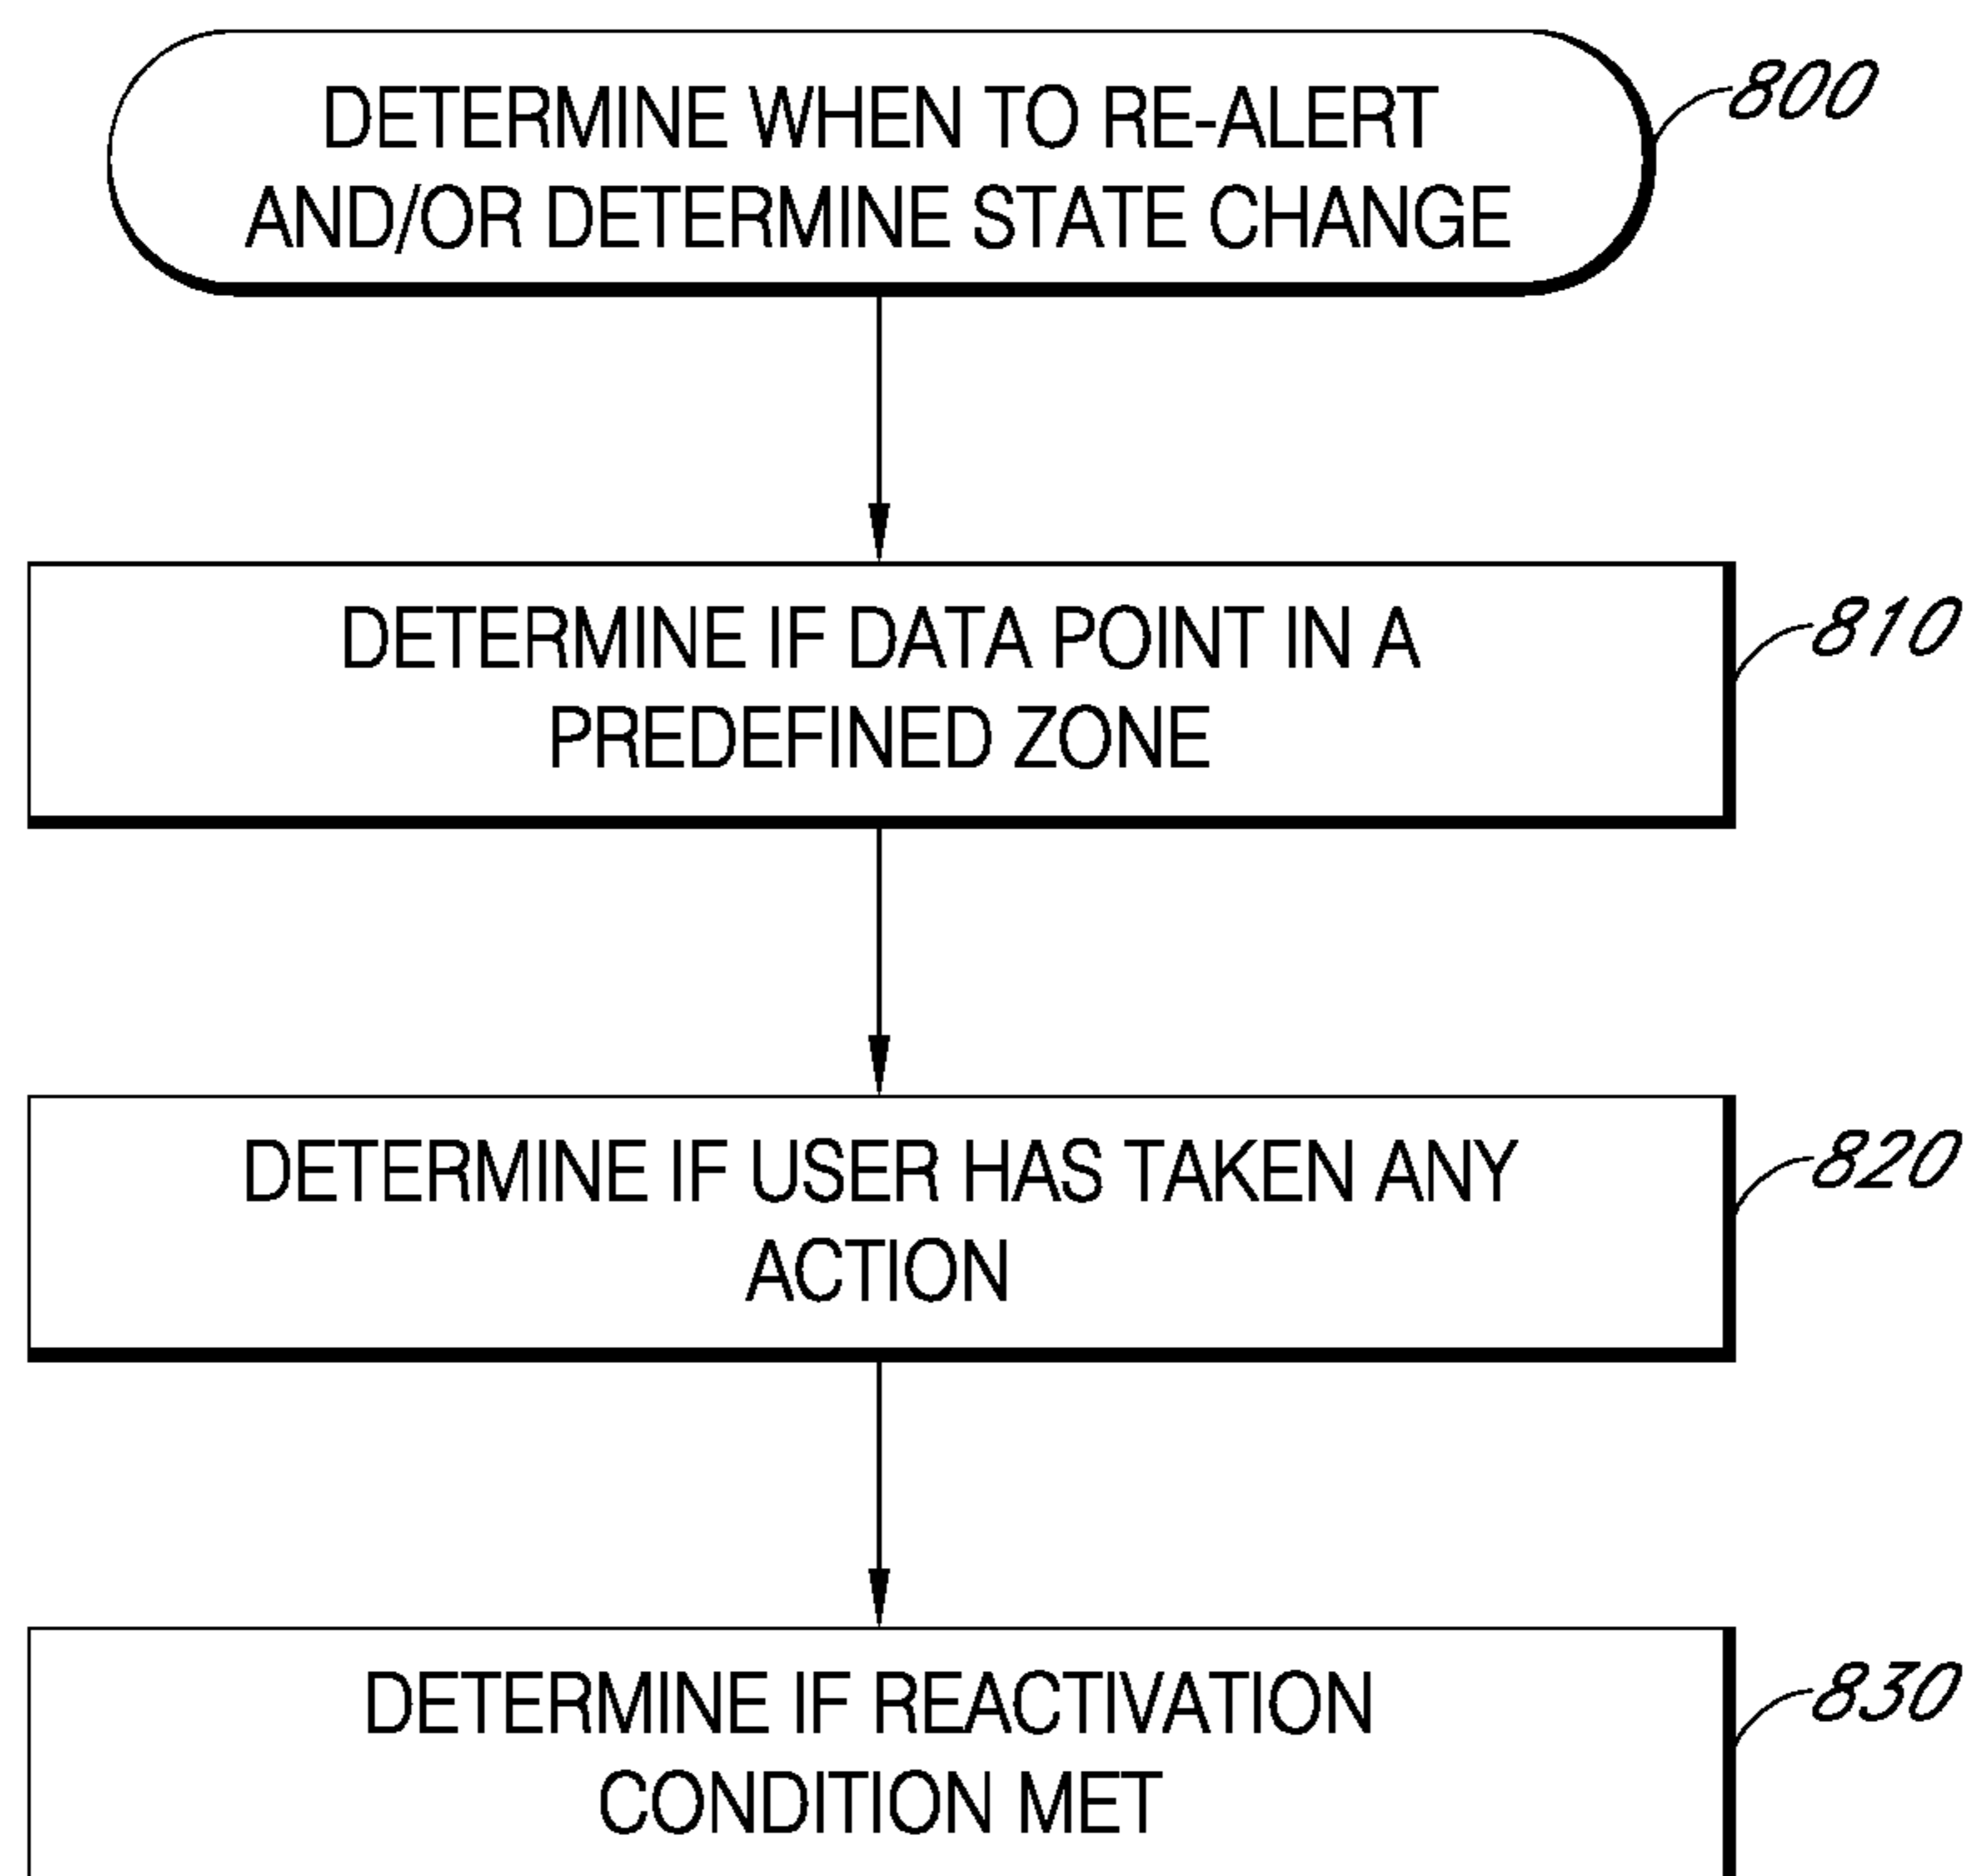 DETERMINE WHEN TO RE-ALERT
AND/OR DETERMINE STATE CHANGE
800
DETERMINE IF DATA POINT IN A
PREDEFINED ZONE
810
DETERMINE IF USER HAS TAKEN ANY
ACTION
820
DETERMINE IF REACTIVATION
CONDITION MET
830